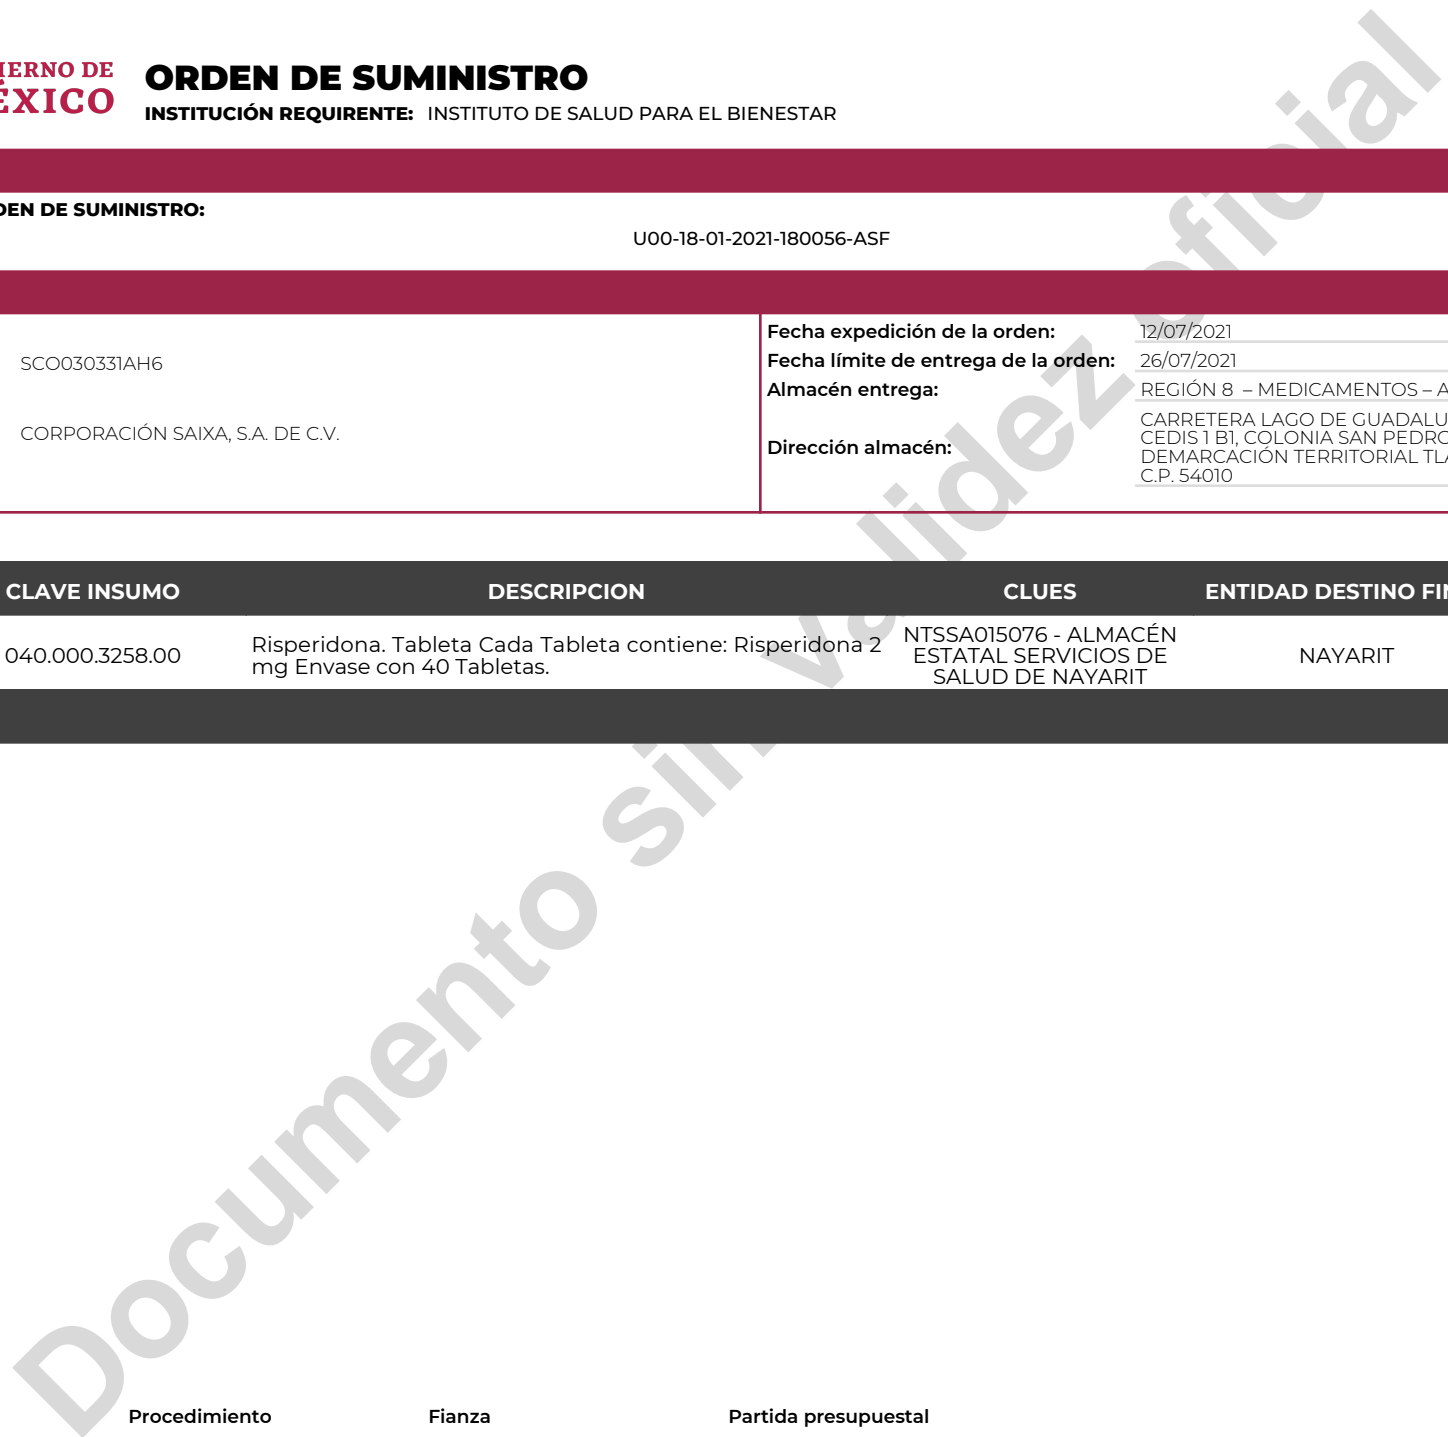 IERNO DE
ÉXICO
ORDEN DE SUMINISTRO
INSTITUCIÓN REQUIRENTE: INSTITUTO DE SALUD PARA EL BIENESTAR
DEN DE SUMINISTRO:
U00-18-01-2021-180056-ASF
SCO030331AH6
CORPORACIÓN SAIXA, S.A. DE C.V.
Fecha expedición de la orden: 12/07/2021
Fecha límite de entrega de la orden: 26/07/2021
Almacén entrega: REGIÓN 8 – MEDICAMENTOS – A
Dirección almacén:
CARRETERA LAGO DE GUADALU
CEDIS 1 B1, COLONIA SAN PEDRO
DEMARCACIÓN TERRITORIAL TLA
C.P. 54010
CLAVE INSUMO DESCRIPCION CLUES ENTIDAD DESTINO FIN
040.000.3258.00
Risperidona. Tableta Cada Tableta contiene: Risperidona 2
mg Envase con 40 Tabletas.
NTSSA015076 - ALMACÉN
ESTATAL SERVICIOS DE
SALUD DE NAYARIT
NAYARIT
Documento sin validez oficial
Procedimiento Fianza Partida presupuestal